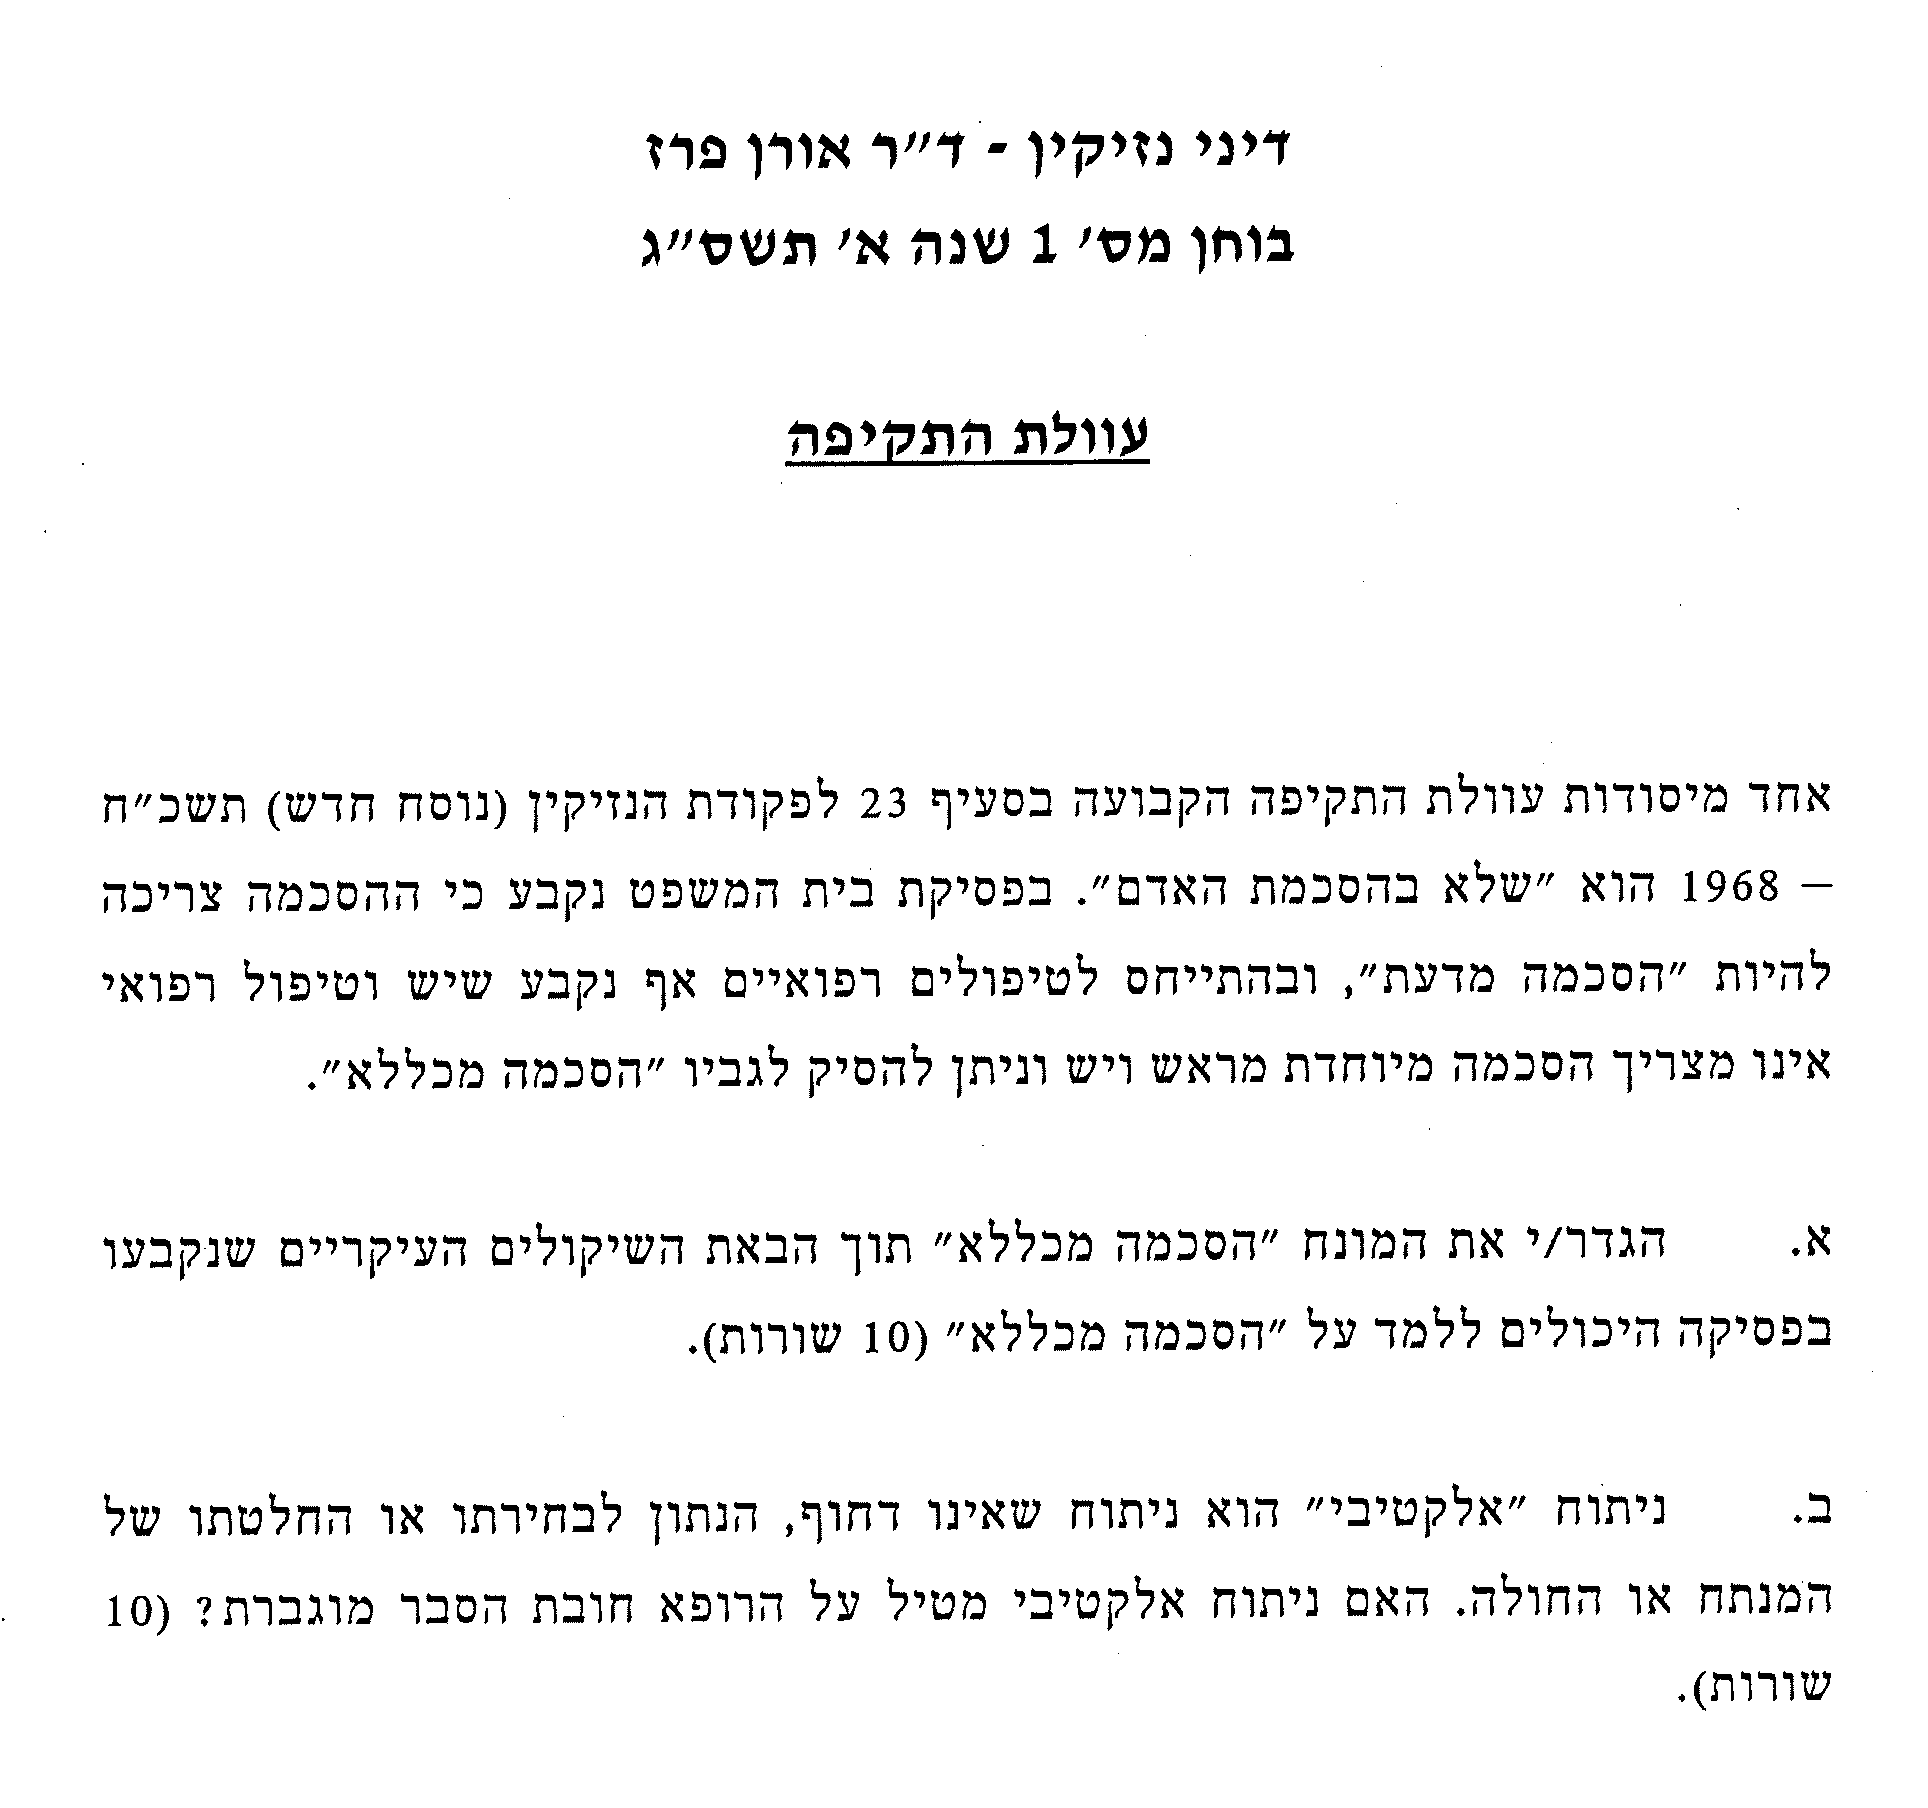 דיני נזיקין - ד"ר אורן פרז
בוחן מס' 1 שנה א' תשס"ג
עוולת התקיפה
אחד מיסודות עוולת התקיפה הקבועה בסעיף 23 לפקודת הנזיקין (נוסח חדש) תשכ"ח
– 1968 הוא "שלא בהסכמת האדם". בפסיקת בית המשפט נקבע כי ההסכמה צריכה
להיות "הסכמה מדעת", ובהתייחס לטיפולים רפואיים אף נקבע שיש וטיפול רפואי
אינו מצריך הסכמה מיוחדת מראש ויש וניתן להסיק לגביו "הסכמה מכללא".
א. הגדר/י את המונח "הסכמה מכללא" תוך הבאת השיקולים העיקריים שנקבעו
בפסיקה היכולים ללמד על "הסכמה מכללא" (10 שורות).
ב. ניתוח "אלקטיבי" הוא ניתוח שאינו דחוף, הנתון לבחירתו או החלטתו של
המנתח או החולה. האם ניתוח אלקטיבי מטיל על הרופא חובת הסבר מוגברת? (10
שורות).